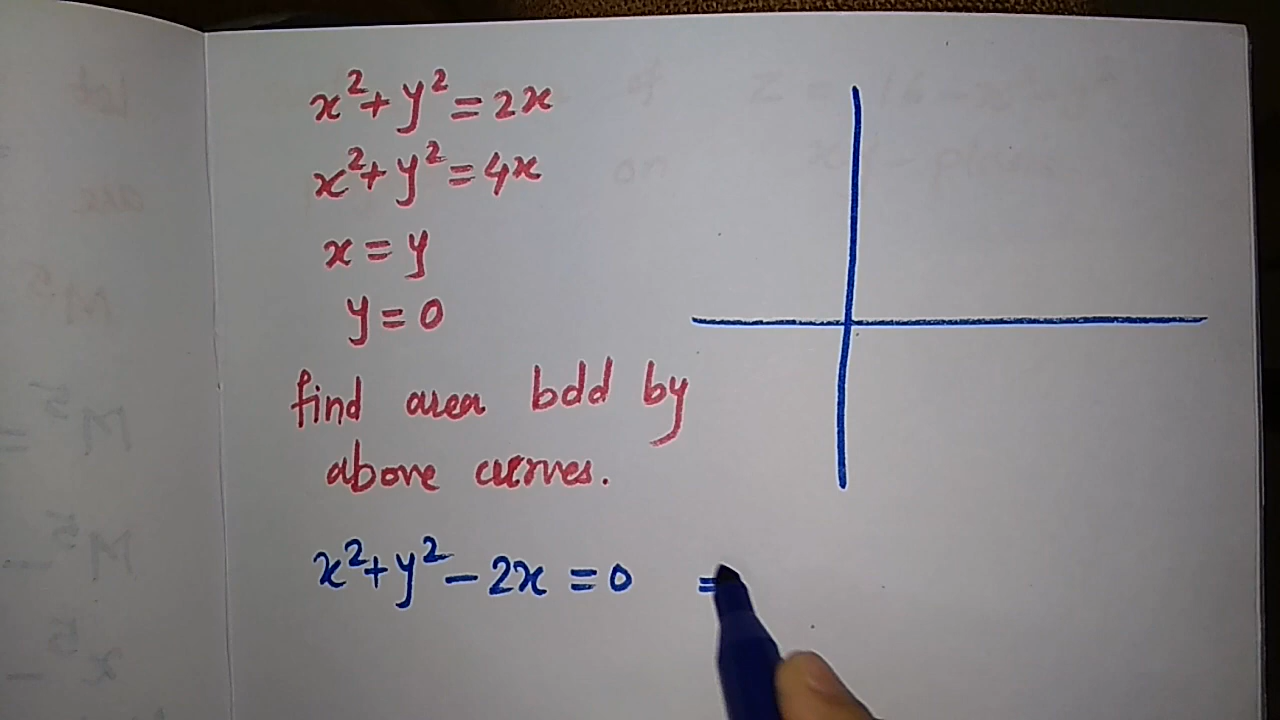 x²+y²=2x
x²+y²=4x
x=y
y=0
find area bdd by
above curves.
x²+y²-2x=0 =